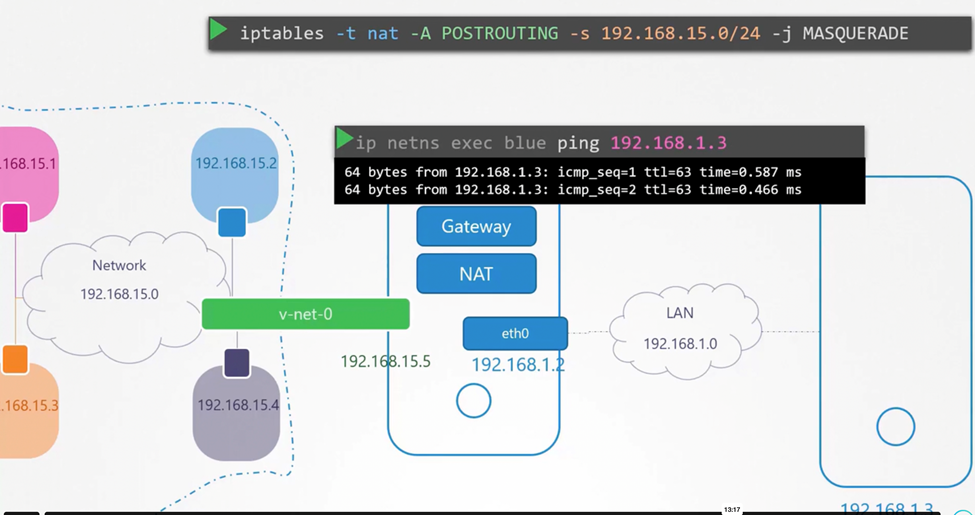 iptables -t nat -A POSTROUTING -s 192.168.15.0/24 -j MASQUERADE
ip netns exec blue ping 192.168.1.3
64 bytes from 192.168.1.3: icmp_seq=1 ttl=63 time=0.587 ms
64 bytes from 192.168.1.3: icmp_seq=2 ttl=63 time=0.466 ms
.168.15.1
192.168.15.2
Gateway
NAT
Network
192.168.15.0
v-net-0
eth0
LAN
192.168.1.0
192.168.15.5
192.168.1.2
.168.15.3
192.168.15.4
13:17
192.168.1.3